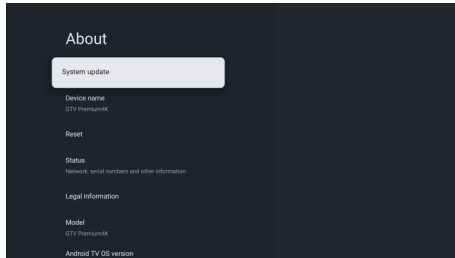 About
System update
Device name
GTV Premium4K
Reset
Status
Network, serial numbers and other information
Legal information
Model
GTV Premium4K
Android TV OS version